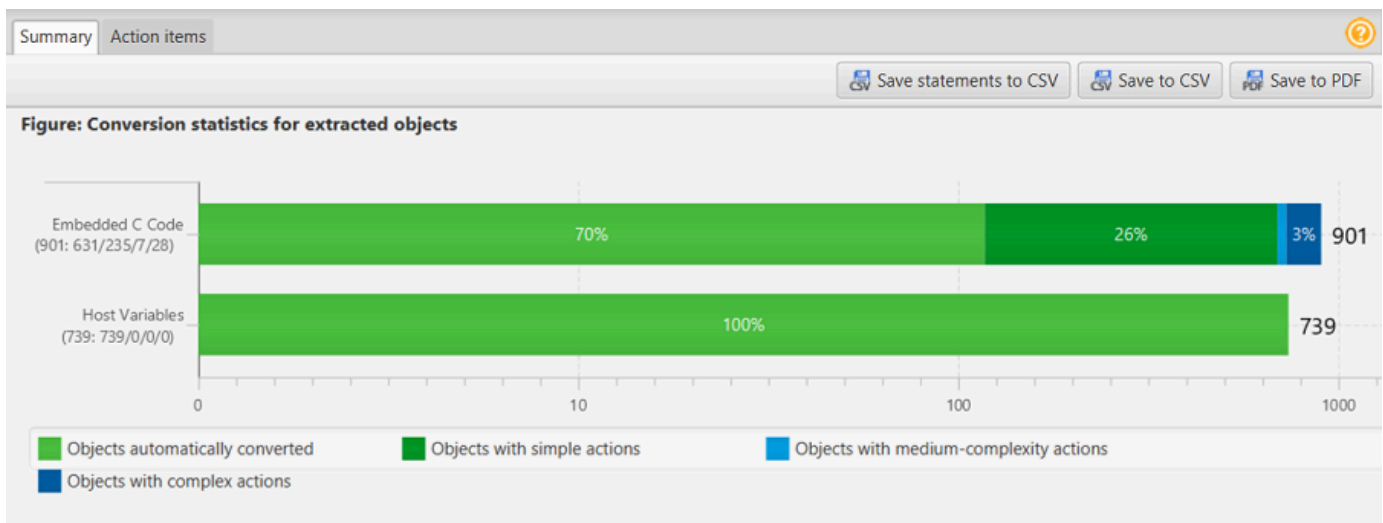 Summary Action items
?
CSV Save statements to CSV CSV Save to CSV PDF Save to PDF
Figure: Conversion statistics for extracted objects
Embedded C Code
(901: 631/235/7/28)
70% 26% 3% 901
Host Variables
(739: 739/0/0/0)
100% 739
0 10 100 1000
Objects automatically converted Objects with simple actions Objects with medium-complexity actions
Objects with complex actions